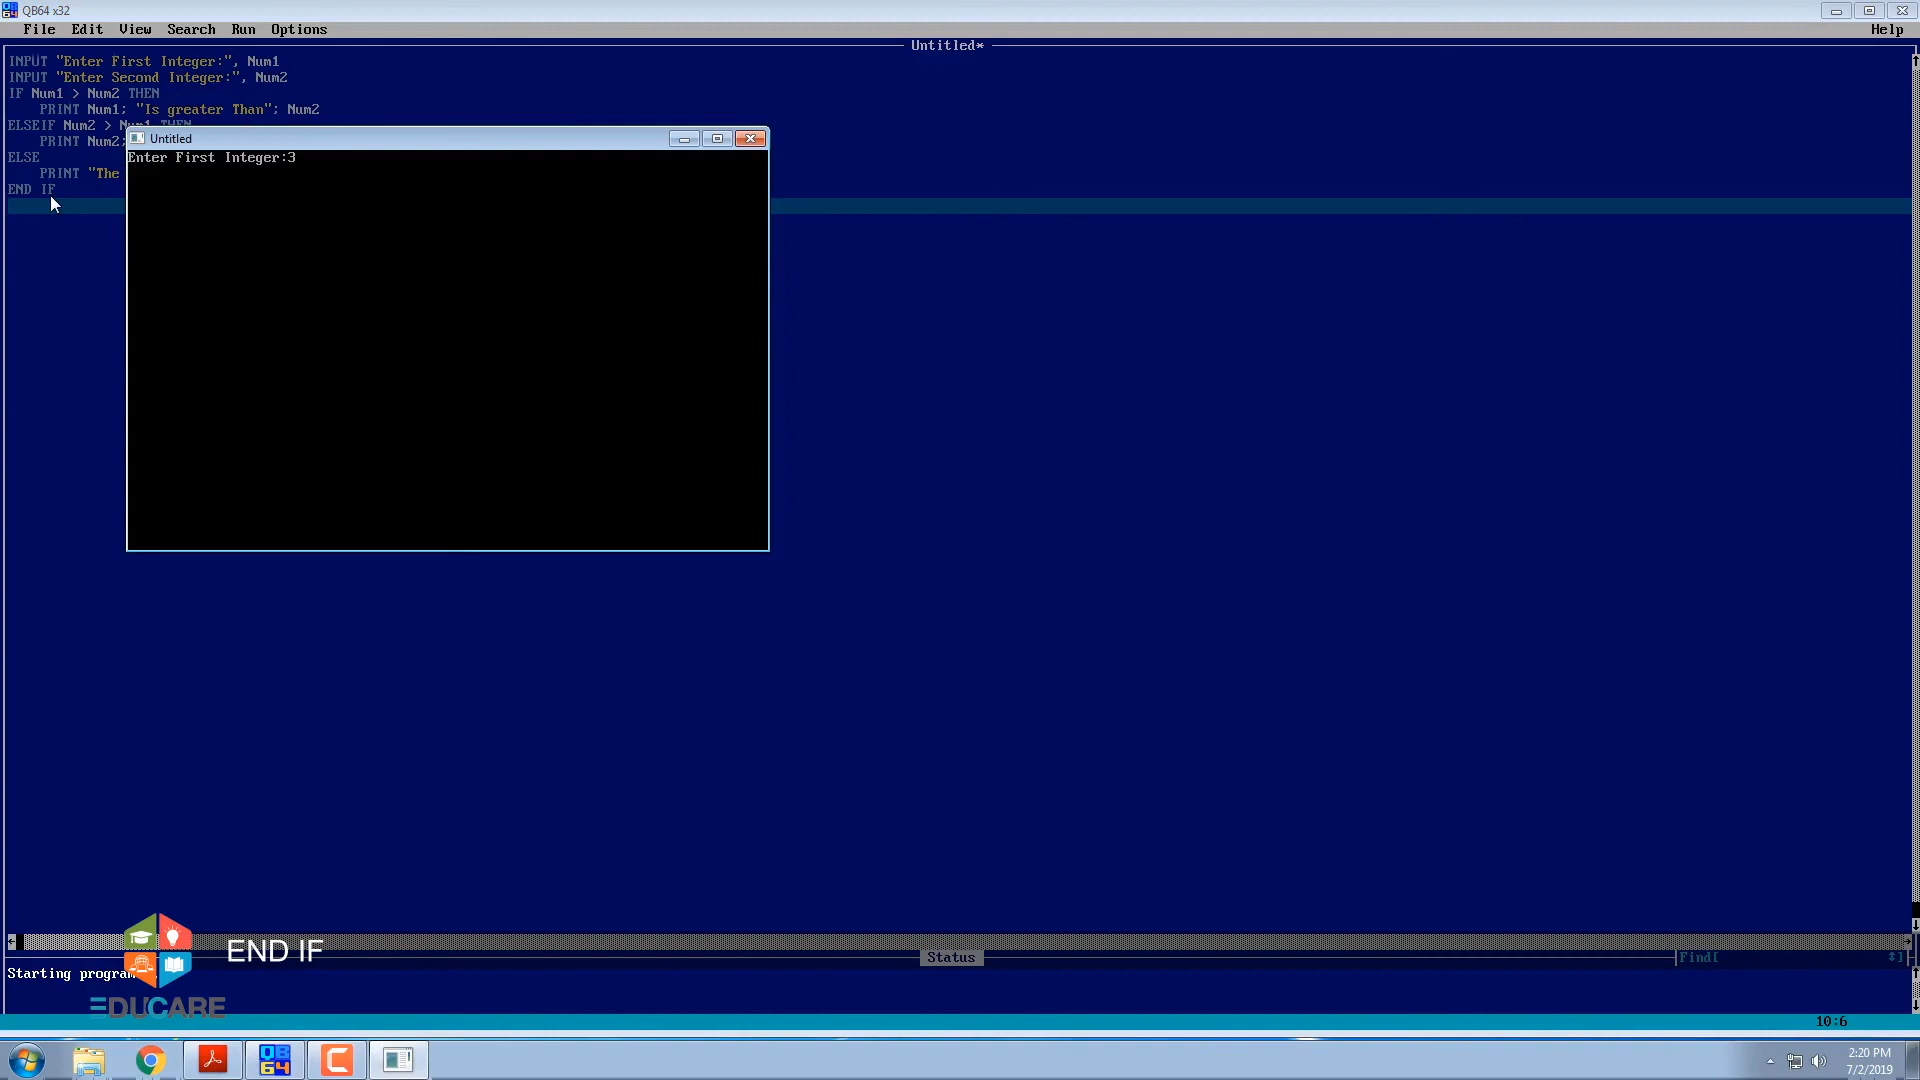 QB64 x32
File Edit View Search Run Options Help
Untitled*
INPUT "Enter First Integer:", Num1
INPUT "Enter Second Integer:", Num2
IF Num1 > Num2 THEN
PRINT Num1; "Is greater Than"; Num2
ELSEIF Num2 > Num1 THEN
PRINT Num2;
ELSE
PRINT "The
END IF
Untitled
Enter First Integer:3
Status
Find[
Starting program
END IF
EDUCARE
10:6
2:20 PM
7/2/2019